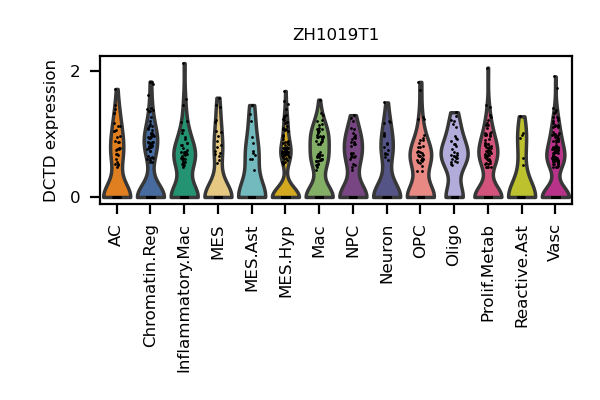 ZH1019T1
DCTD expression
2
0
AC
Chromatin.Reg
Inflammatory.Mac
MES
MES.Ast
MES.Hyp
Mac
NPC
Neuron
OPC
Oligo
Prolif.Metab
Reactive.Ast
Vasc